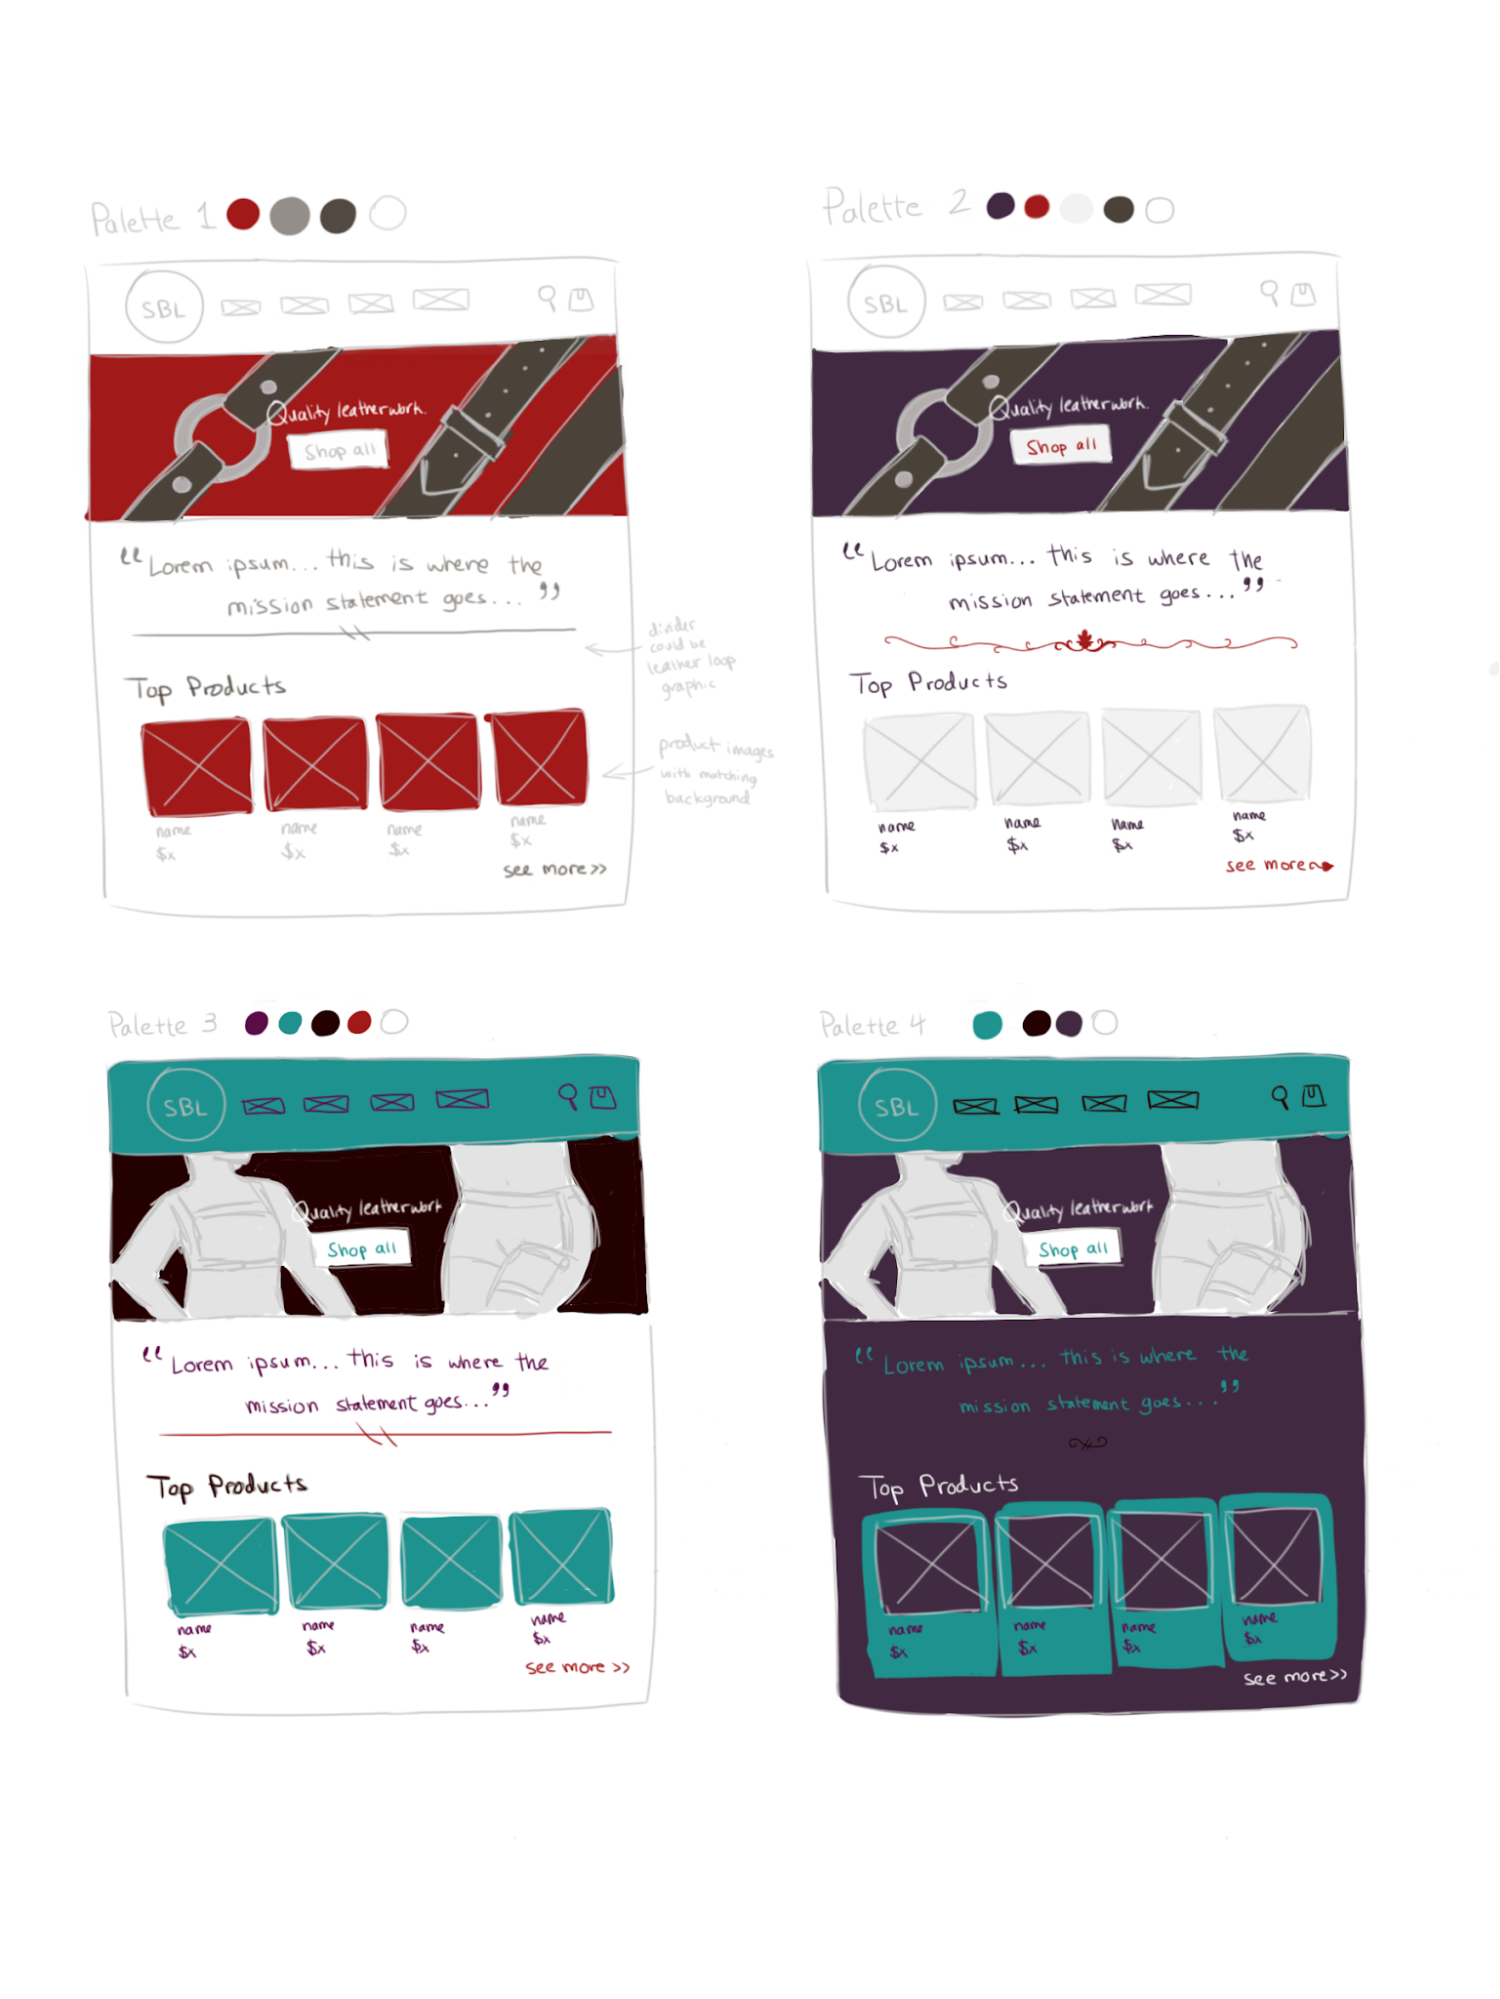 Palette 1
SBL
Quality leatherwork.
Shop all
“Lorem ipsum... this is where the
mission statement goes...”
divider
could be
leather loop
graphic
Top Products
product images
with matching
background
name name name name
$x $x $x $x
see more >>
Palette 2
SBL
Quality leatherwork.
Shop all
“Lorem ipsum... this is where the
mission statement goes...”
Top Products
name name name name
$x $x $x $x
see more
Palette 3
SBL
Quality leatherwork
Shop all
“Lorem ipsum... this is where the
mission statement goes...”
Top Products
name name name name
$x $x $x $x
see more >>
Palette 4
SBL
Quality leatherwork
Shop all
“Lorem ipsum... this is where the
mission statement goes...”
Top Products
name name name name
$x $x $x $x
see more >>